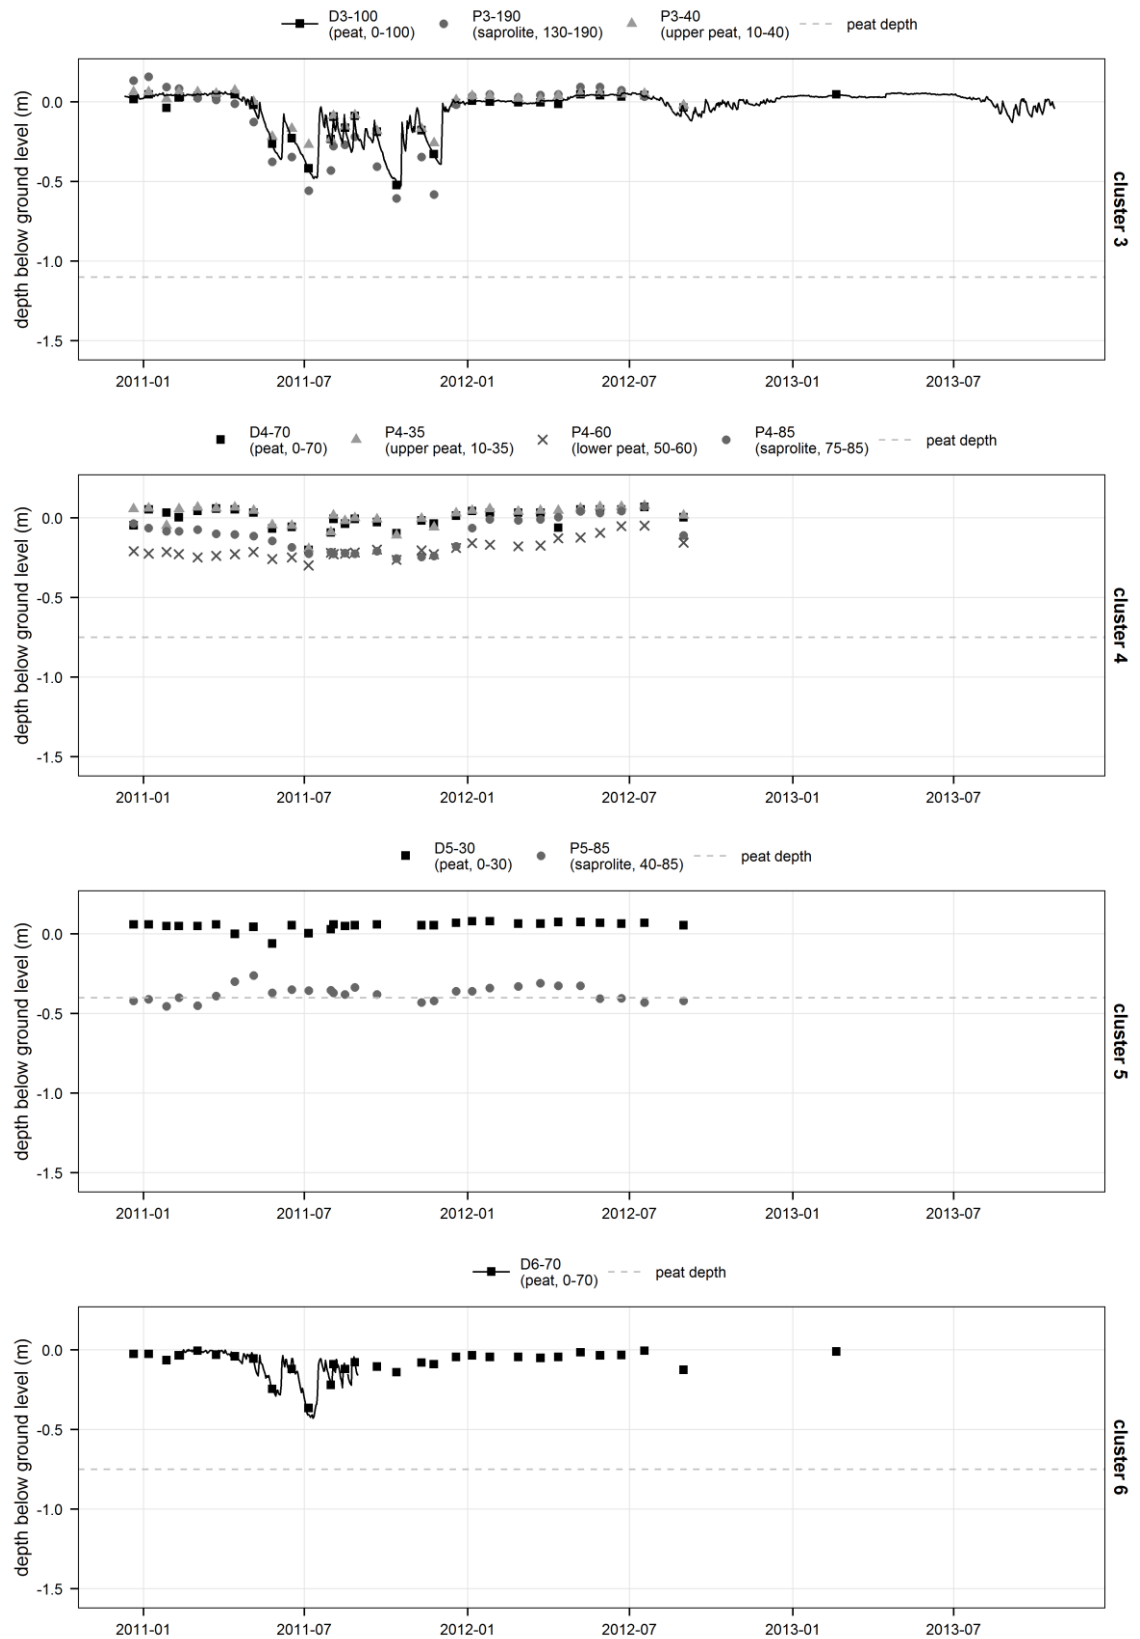 D3-100 P3-190 P3-40
(peat, 0-100) (saprolite, 130-190) (upper peat, 10-40) peat depth
depth below ground level (m)
0.0
-0.5
-1.0
-1.5
cluster 3
2011-01 2011-07 2012-01 2012-07 2013-01 2013-07
D4-70 P4-35 P4-60 P4-85
(peat, 0-70) (upper peat, 10-35) (lower peat, 50-60) (saprolite, 75-85) peat depth
depth below ground level (m)
0.0
-0.5
-1.0
-1.5
cluster 4
2011-01 2011-07 2012-01 2012-07 2013-01 2013-07
D5-30 P5-85
(peat, 0-30) (saprolite, 40-85) peat depth
depth below ground level (m)
0.0
-0.5
-1.0
-1.5
cluster 5
2011-01 2011-07 2012-01 2012-07 2013-01 2013-07
D6-70
(peat, 0-70) peat depth
depth below ground level (m)
0.0
-0.5
-1.0
-1.5
cluster 6
2011-01 2011-07 2012-01 2012-07 2013-01 2013-07